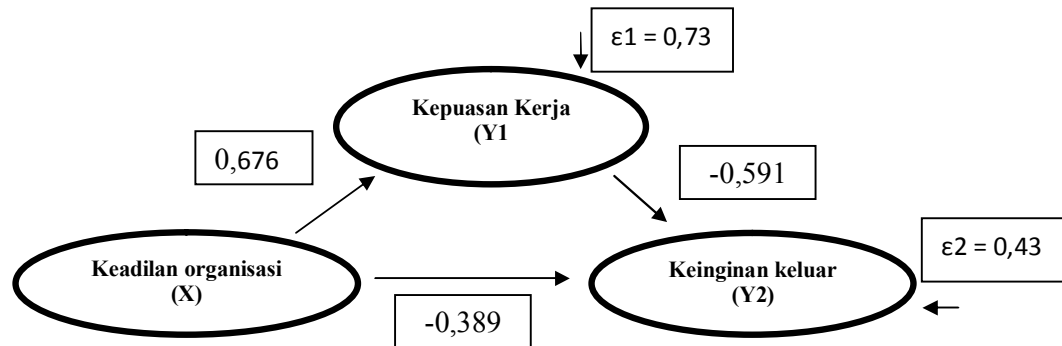 ε1 = 0,73
Kepuasan Kerja
(Y1
0,676
-0,591
Keadilan organisasi
(X)
-0,389
Keinginan keluar
(Y2)
ε2 = 0,43